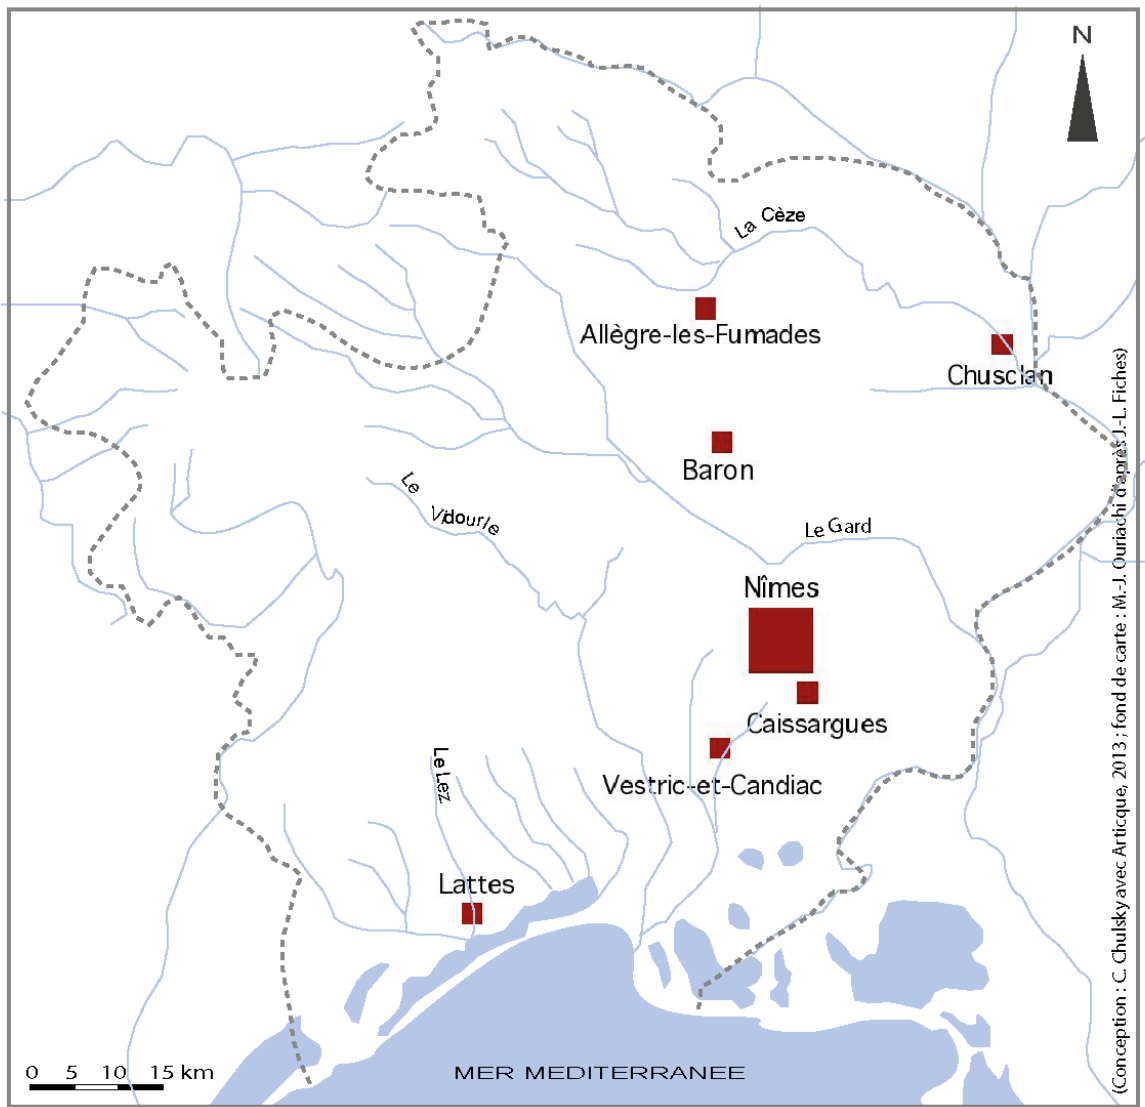 N
La Cèze
Allègre-les-Fumades
Chusclan
Baron
Le Vidourle
Le Gard
Nîmes
Caissargues
Vestric-et-Candiac
Le Lez
Lattes
0 5 10 15 km
MER MEDITERRANEE
(Conception : C. Chulsky avec Articque, 2013 ; fond de carte : M.-J. Ouriachi d'après J.-L. Fiches)